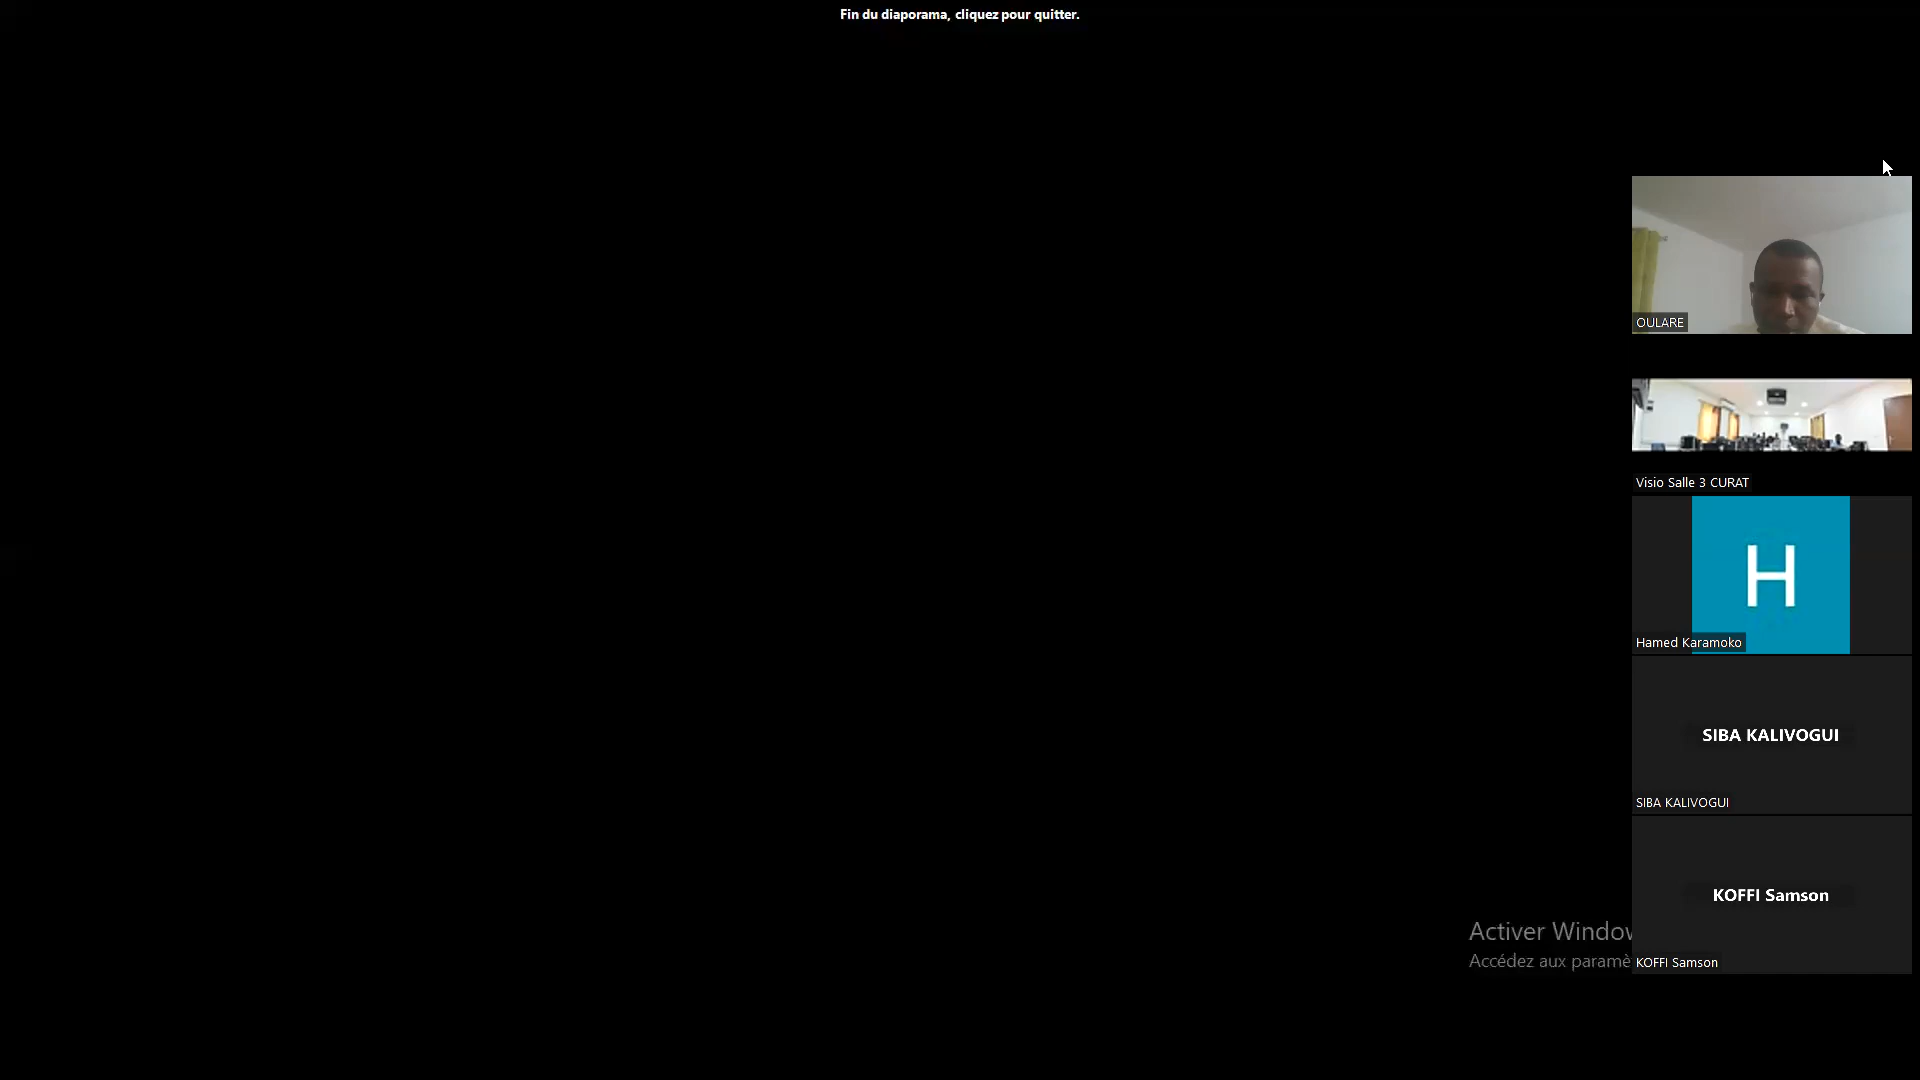 Fin du diaporama, cliquez pour quitter.
OULARE
Visio Salle 3 CURAT
H
Hamed Karamoko
SIBA KALIVOGUI
SIBA KALIVOGUI
KOFFI Samson
Activer Window
Accédez aux paramè
KOFFI Samson